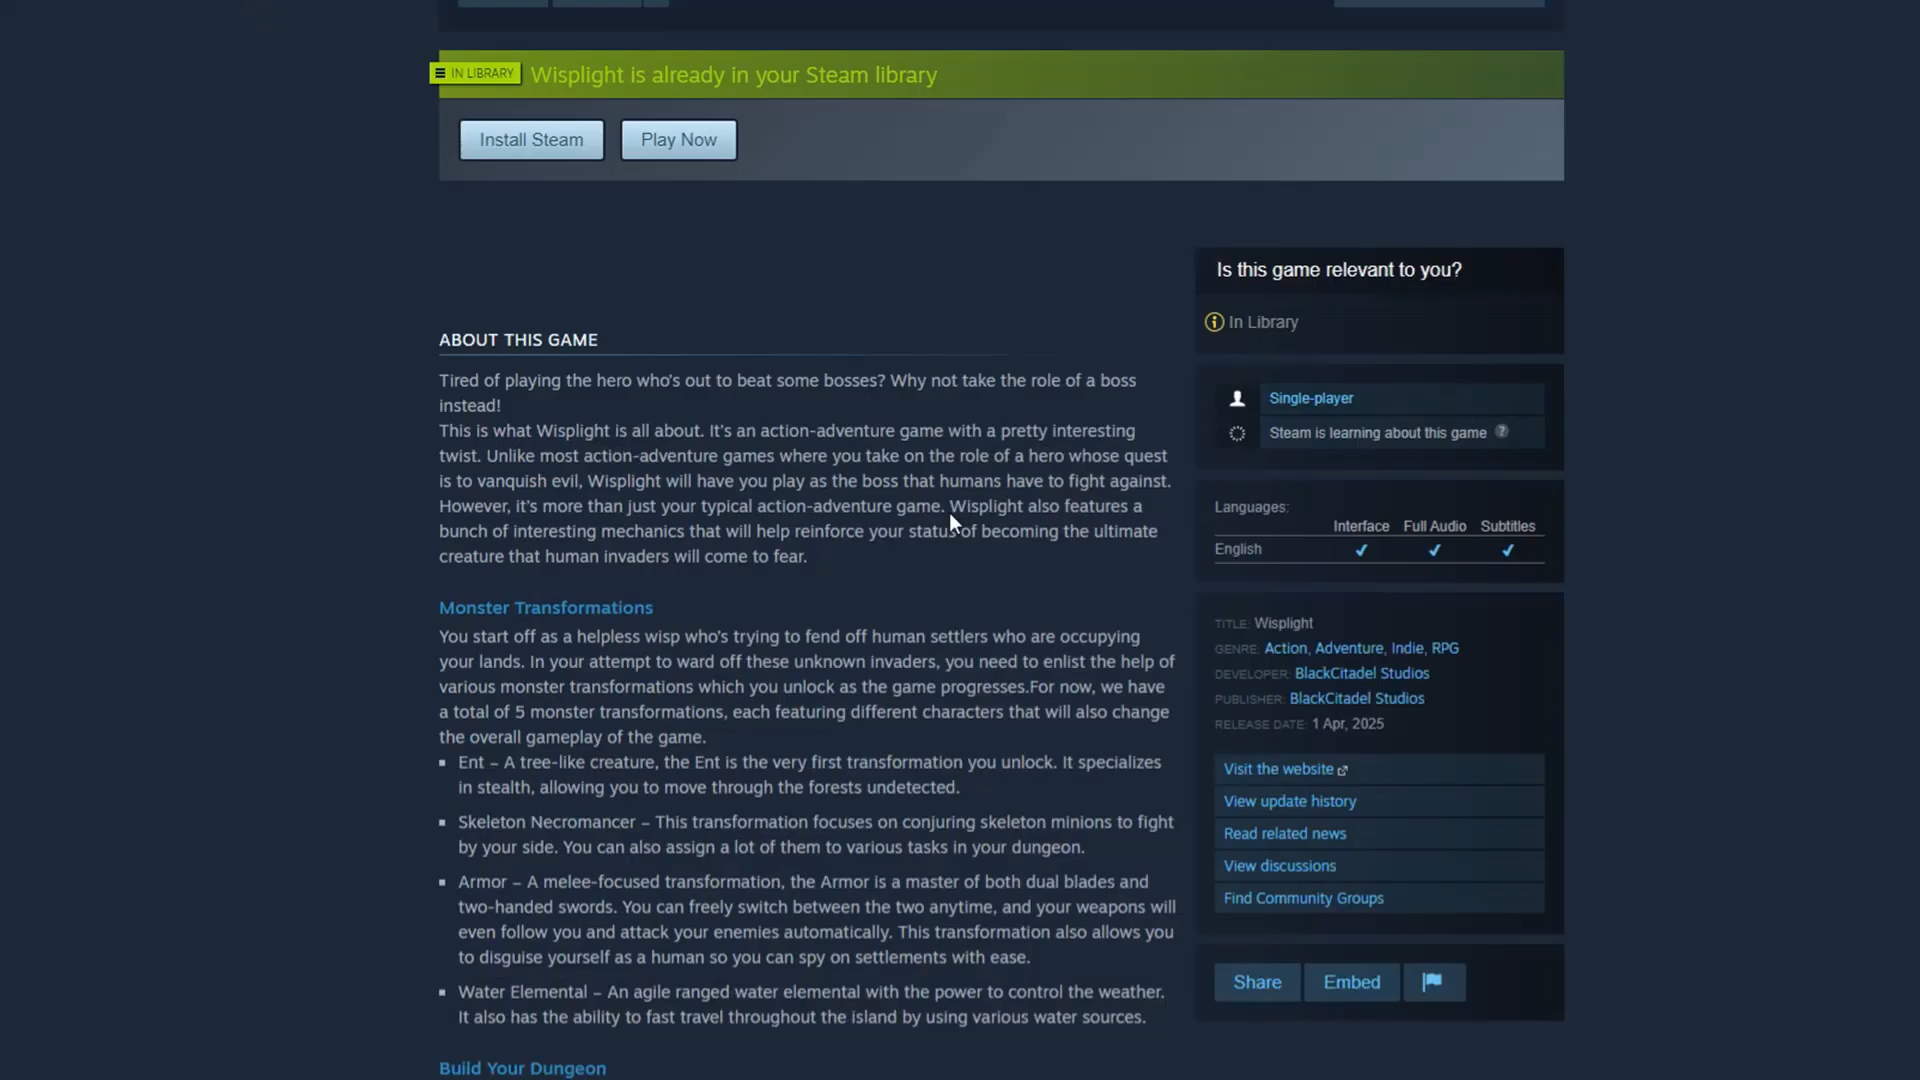 IN LIBRARY
Wisplight is already in your Steam library
Install Steam
Play Now
ABOUT THIS GAME
Tired of playing the hero who's out to beat some bosses? Why not take the role of a boss
instead!
This is what Wisplight is all about. It's an action-adventure game with a pretty interesting
twist. Unlike most action-adventure games where you take on the role of a hero whose quest
is to vanquish evil, Wisplight will have you play as the boss that humans have to fight against.
However, it's more than just your typical action-adventure game. Wisplight also features a
bunch of interesting mechanics that will help reinforce your status of becoming the ultimate
creature that human invaders will come to fear.
Monster Transformations
You start off as a helpless wisp who's trying to fend off human settlers who are occupying
your lands. In your attempt to ward off these unknown invaders, you need to enlist the help of
various monster transformations which you unlock as the game progresses.For now, we have
a total of 5 monster transformations, each featuring different characters that will also change
the overall gameplay of the game.
▪ Ent – A tree-like creature, the Ent is the very first transformation you unlock. It specializes
in stealth, allowing you to move through the forests undetected.
▪ Skeleton Necromancer – This transformation focuses on conjuring skeleton minions to fight
by your side. You can also assign a lot of them to various tasks in your dungeon.
▪ Armor – A melee-focused transformation, the Armor is a master of both dual blades and
two-handed swords. You can freely switch between the two anytime, and your weapons will
even follow you and attack your enemies automatically. This transformation also allows you
to disguise yourself as a human so you can spy on settlements with ease.
▪ Water Elemental – An agile ranged water elemental with the power to control the weather.
It also has the ability to fast travel throughout the island by using various water sources.
Build Your Dungeon
Is this game relevant to you?
In Library
Single-player
Steam is learning about this game ?
Languages:
Interface Full Audio Subtitles
English ✔ ✔ ✔
TITLE: Wisplight
GENRE: Action, Adventure, Indie, RPG
DEVELOPER: BlackCitadel Studios
PUBLISHER: BlackCitadel Studios
RELEASE DATE: 1 Apr, 2025
Visit the website
View update history
Read related news
View discussions
Find Community Groups
Share Embed